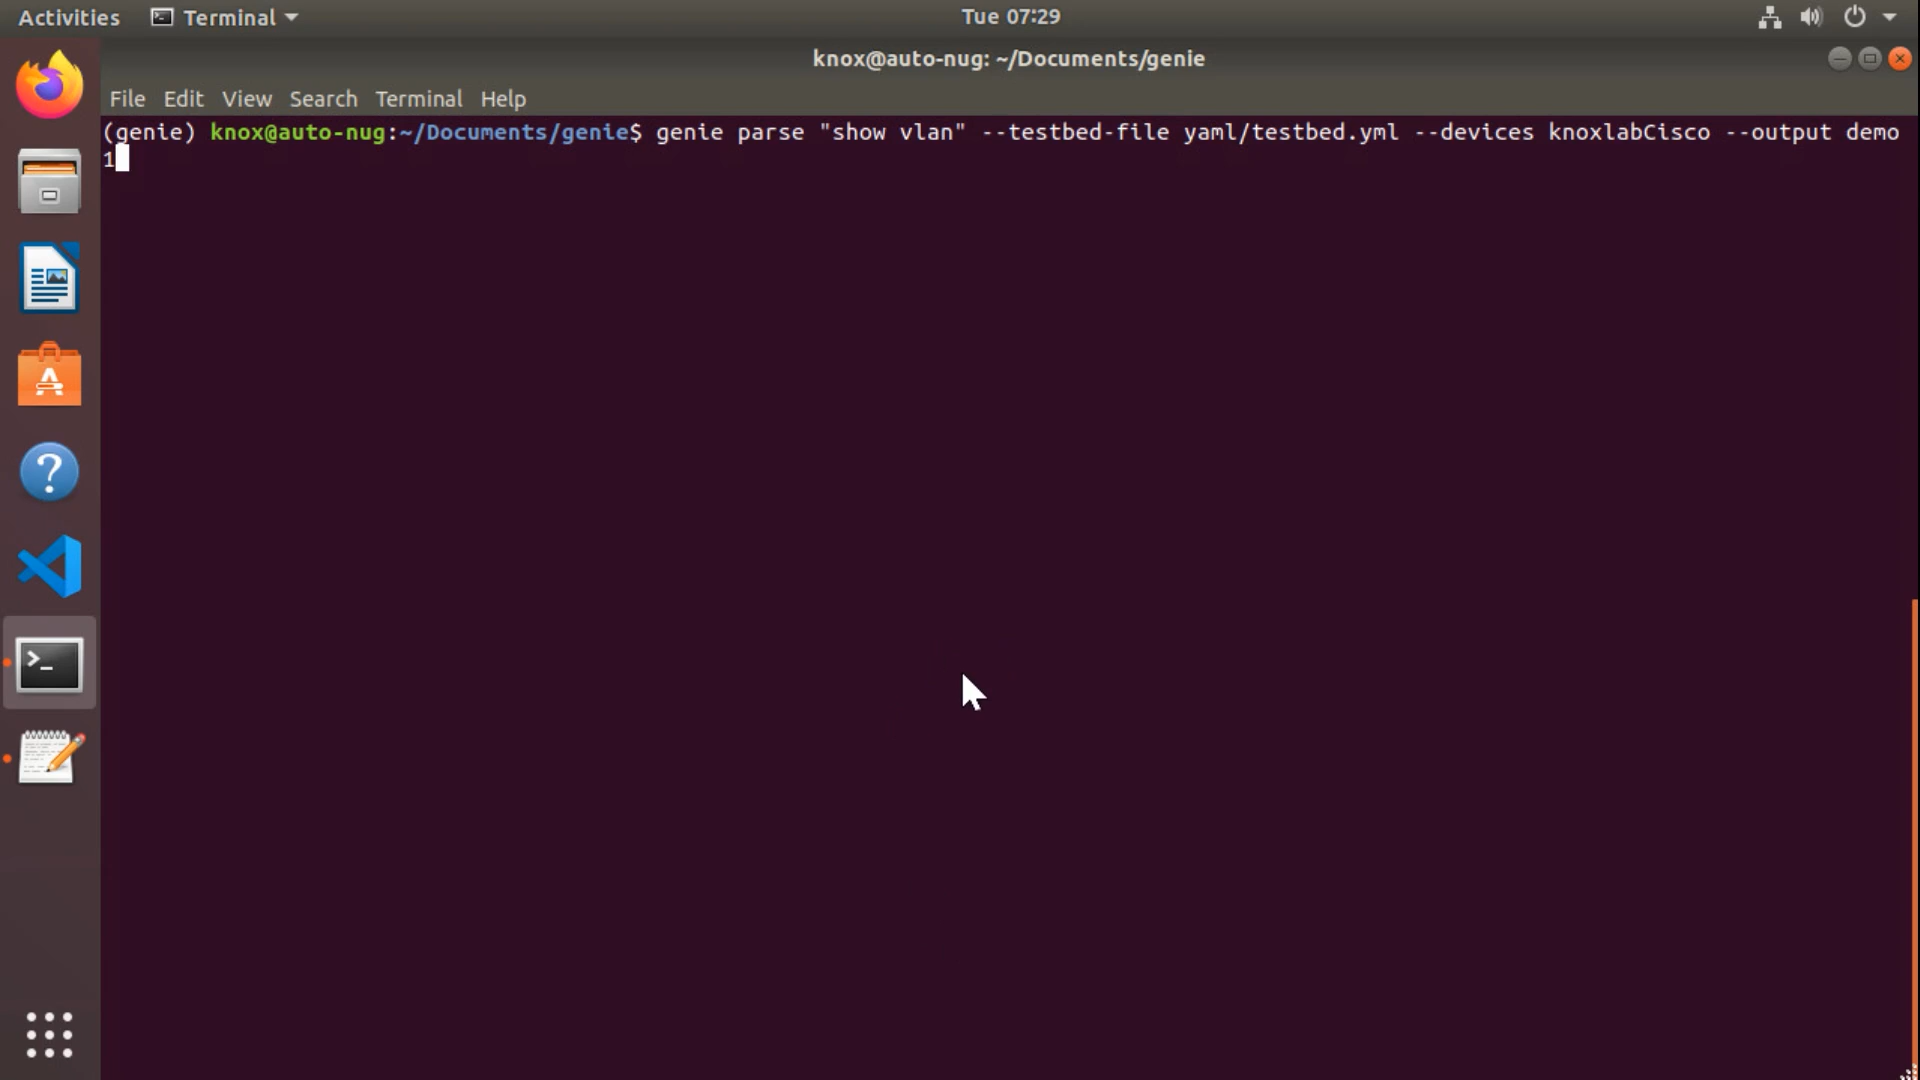 Activities Terminal Tue 07:29
knox@auto-nug: ~/Documents/genie
File Edit View Search Terminal Help
(genie) knox@auto-nug:~/Documents/genie$ genie parse "show vlan" --testbed-file yaml/testbed.yml --devices knoxlabCisco --output demo
1